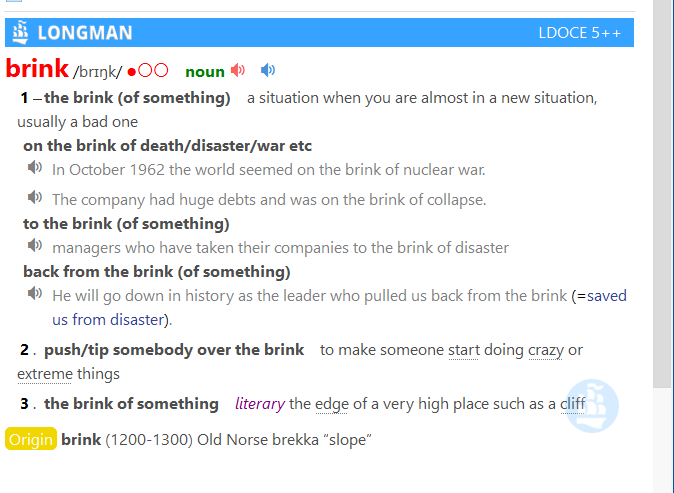 LONGMAN LDOCE 5++
brink /brɪŋk/ ●○○ noun
1 – the brink (of something) a situation when you are almost in a new situation,
usually a bad one
on the brink of death/disaster/war etc
In October 1962 the world seemed on the brink of nuclear war.
The company had huge debts and was on the brink of collapse.
to the brink (of something)
managers who have taken their companies to the brink of disaster
back from the brink (of something)
He will go down in history as the leader who pulled us back from the brink (=saved
us from disaster).
2 . push/tip somebody over the brink to make someone start doing crazy or
extreme things
3 . the brink of something literary the edge of a very high place such as a cliff
Origin brink (1200-1300) Old Norse brekka “slope”